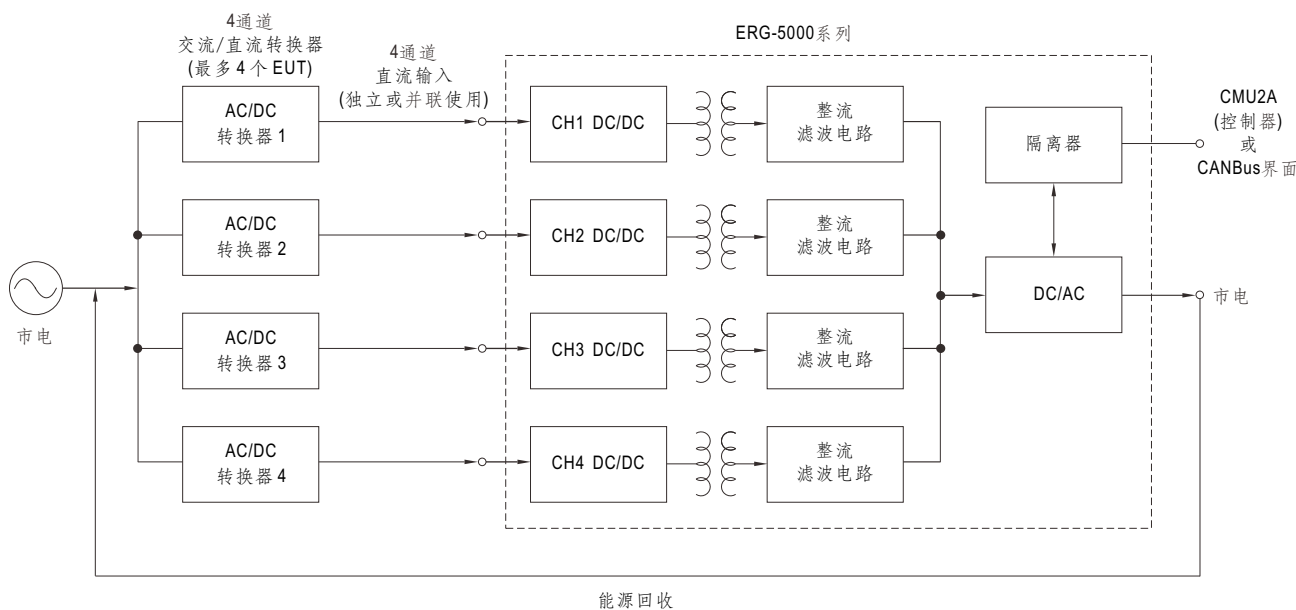 4通道
交流/直流转换器
(最多4个EUT)
4通道
直流输入
(独立或并联使用)
ERG-5000系列
AC/DC
转换器1
CH1 DC/DC
整流
滤波电路
隔离器
CMU2A
(控制器)
或
CANBus界面
AC/DC
转换器2
CH2 DC/DC
整流
滤波电路
市电
DC/AC
市电
AC/DC
转换器3
CH3 DC/DC
整流
滤波电路
AC/DC
转换器4
CH4 DC/DC
整流
滤波电路
能源回收